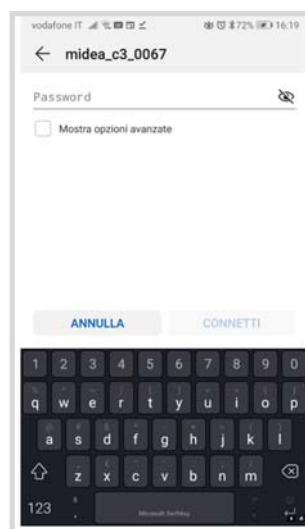 vodafone IT 72% 16:19
midea_c3_0067
Password
Mostra opzioni avanzate
ANNULLA CONNETTI
1 2 3 4 5 6 7 8 9 0
q w e r t y u i o p
a s d f g h j k l
z x c v b n m
123 Microsoft SwiftKey